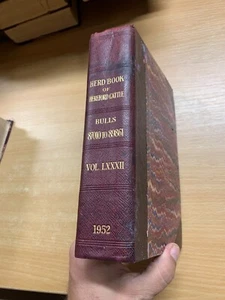 HERD BOOK
OF
HEREFORD CATTLE
BULLS
VOL. LXXXII
1952